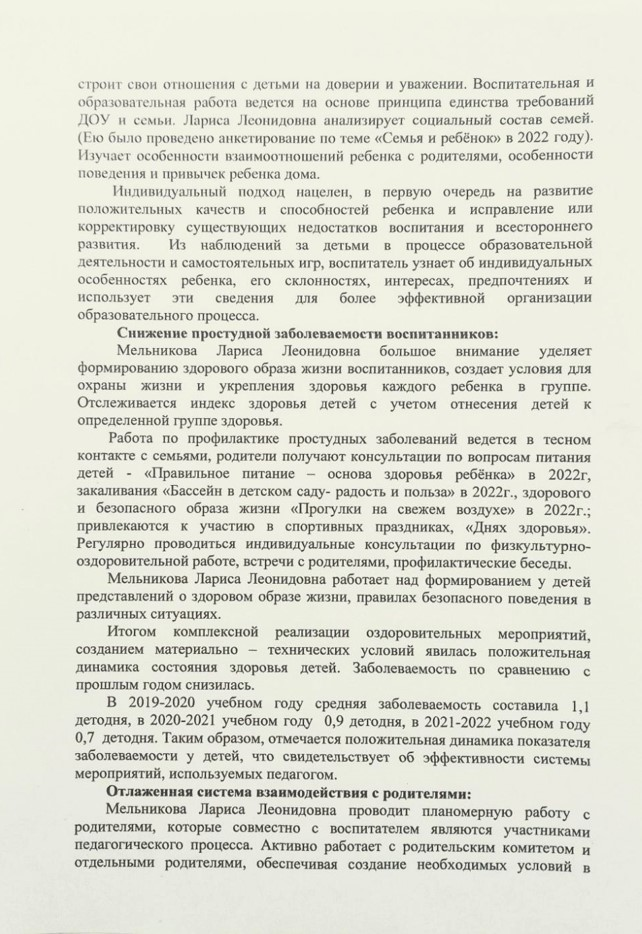 строит свои отношения с детьми на доверии и уважении. Воспитательная и
образовательная работа ведется на основе принципа единства требований
ДОУ и семьи. Лариса Леонидовна анализирует социальный состав семей.
(Ею было проведено анкетирование по теме «Семья и ребёнок» в 2022 году).
Изучает особенности взаимоотношений ребенка с родителями, особенности
поведения и привычек ребенка дома.
Индивидуальный подход нацелен, в первую очередь на развитие
положительных качеств и способностей ребенка и исправление или
корректировку существующих недостатков воспитания и всестороннего
развития. Из наблюдений за детьми в процессе образовательной
деятельности и самостоятельных игр, воспитатель узнает об индивидуальных
особенностях ребенка, его склонностях, интересах, предпочтениях и
использует эти сведения для более эффективной организации
образовательного процесса.
Снижение простудной заболеваемости воспитанников:
Мельникова Лариса Леонидовна большое внимание уделяет
формированию здорового образа жизни воспитанников, создает условия для
охраны жизни и укрепления здоровья каждого ребенка в группе.
Отслеживается индекс здоровья детей с учетом отнесения детей к
определенной группе здоровья.
Работа по профилактике простудных заболеваний ведется в тесном
контакте с семьями, родители получают консультации по вопросам питания
детей - «Правильное питание – основа здоровья ребёнка» в 2022г,
закаливания «Бассейн в детском саду- радость и польза» в 2022г., здорового
и безопасного образа жизни «Прогулки на свежем воздухе» в 2022г.;
привлекаются к участию в спортивных праздниках, «Днях здоровья».
Регулярно проводиться индивидуальные консультации по физкультурно-
оздоровительной работе, встречи с родителями, профилактические беседы.
Мельникова Лариса Леонидовна работает над формированием у детей
представлений о здоровом образе жизни, правилах безопасного поведения в
различных ситуациях.
Итогом комплексной реализации оздоровительных мероприятий,
созданием материально – технических условий явилась положительная
динамика состояния здоровья детей. Заболеваемость по сравнению с
прошлым годом снизилась.
В 2019-2020 учебном году средняя заболеваемость составила 1,1
детодня, в 2020-2021 учебном году 0,9 детодня, в 2021-2022 учебном году
0,7 детодня. Таким образом, отмечается положительная динамика показателя
заболеваемости у детей, что свидетельствует об эффективности системы
мероприятий, используемых педагогом.
Отлаженная система взаимодействия с родителями:
Мельникова Лариса Леонидовна проводит планомерную работу с
родителями, которые совместно с воспитателем являются участниками
педагогического процесса. Активно работает с родительским комитетом и
отдельными родителями, обеспечивая создание необходимых условий в